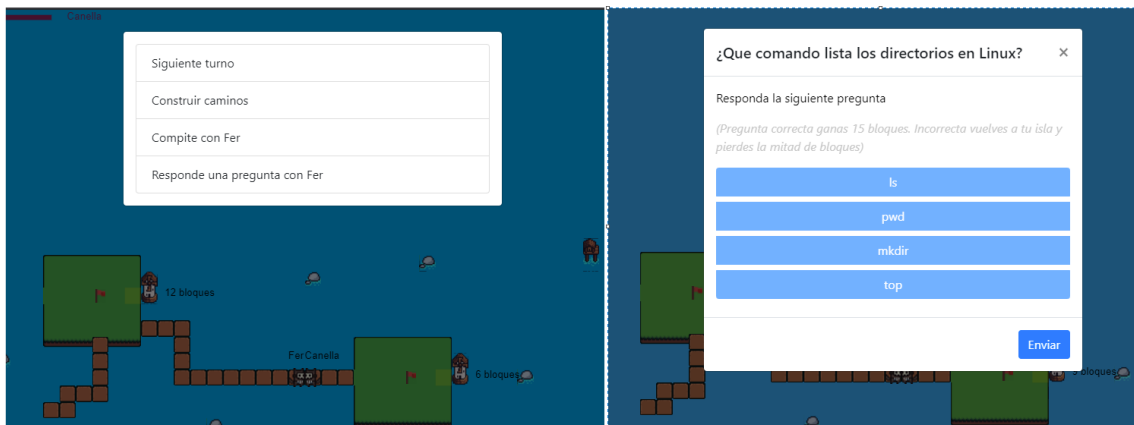 Canella
Siguiente turno
Construir caminos
Compite con Fer
Responde una pregunta con Fer
12 bloques
FerCanella
6 bloques
¿Que comando lista los directorios en Linux?
×
Responda la siguiente pregunta
(Pregunta correcta ganas 15 bloques. Incorrecta vuelves a tu isla y
pierdes la mitad de bloques)
ls
pwd
mkdir
top
Enviar
bloques